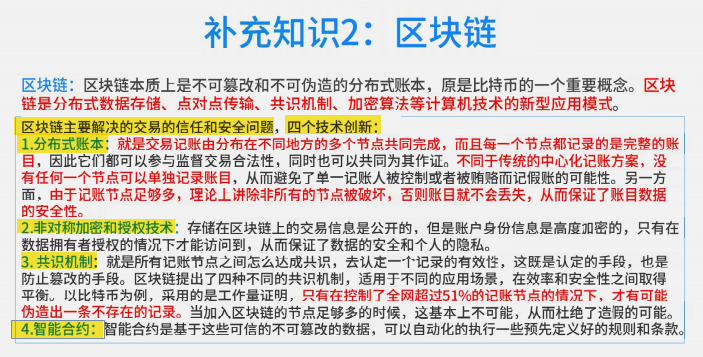 补充知识2：区块链
区块链：区块链本质上是不可篡改和不可伪造的分布式账本，原是比特币的一个重要概念。区块
链是分布式数据存储、点对点传输、共识机制、加密算法等计算机技术的新型应用模式。
区块链主要解决的交易的信任和安全问题，四个技术创新：
1.分布式账本：就是交易记账由分布在不同地方的多个节点共同完成，而且每一个节点都记录的是完整的账
目，因此它们都可以参与监督交易合法性，同时也可以共同为其作证。不同于传统的中心化记账方案，没
有任何一个节点可以单独记录账目，从而避免了单一记账人被控制或者被贿赂而记假账的可能性。另一方
面，由于记账节点足够多，理论上讲除非所有的节点被破坏，否则账目就不会丢失，从而保证了账目数据
的安全性。
2.非对称加密和授权技术：存储在区块链上的交易信息是公开的，但是账户身份信息是高度加密的，只有在
数据拥有者授权的情况下才能访问到，从而保证了数据的安全和个人的隐私。
3. 共识机制：就是所有记账节点之间怎么达成共识，去认定一个记录的有效性，这既是认定的手段，也是
防止篡改的手段。区块链提出了四种不同的共识机制，适用于不同的应用场景，在效率和安全性之间取得
平衡。以比特币为例，采用的是工作量证明，只有在控制了全网超过51%的记账节点的情况下，才有可能
伪造出一条不存在的记录。当加入区块链的节点足够多的时候，这基本上不可能，从而杜绝了造假的可能。
4.智能合约：智能合约是基于这些可信的不可篡改的数据，可以自动化的执行一些预先定义好的规则和条款。